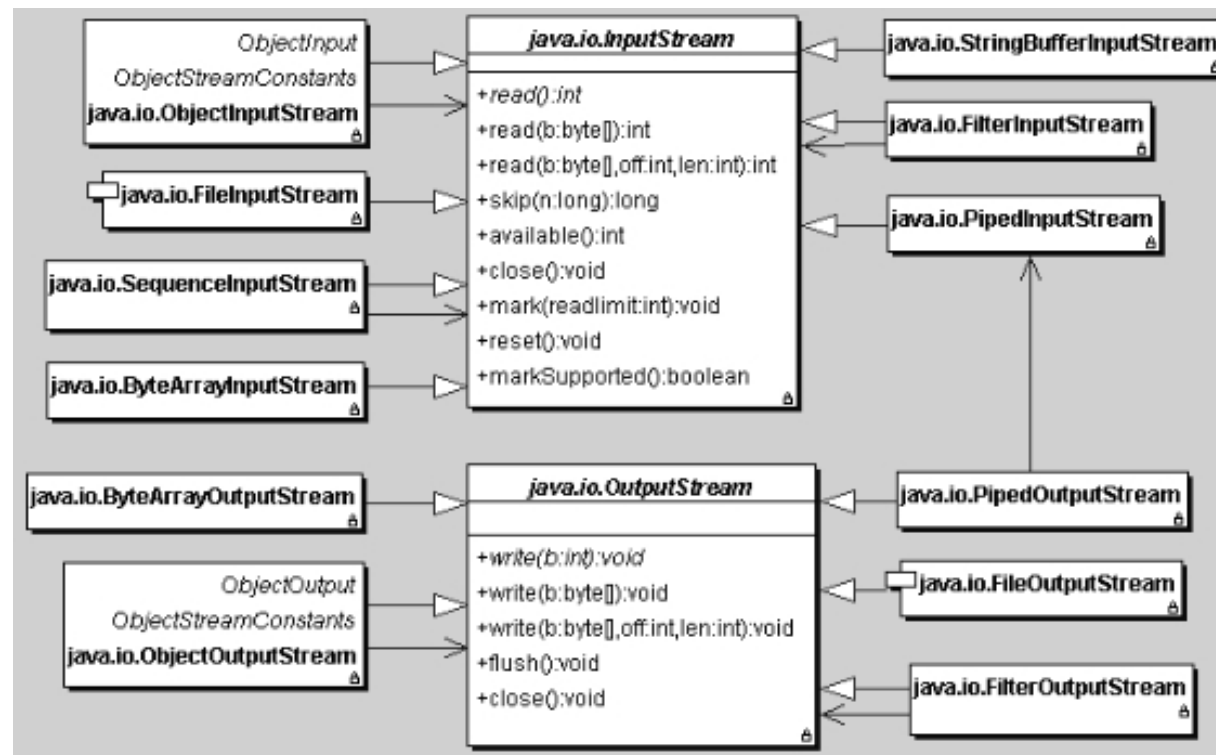 ObjectInput
ObjectStreamConstants
java.io.ObjectInputStream
java.io.FileInputStream
java.io.SequenceInputStream
java.io.ByteArrayInputStream
java.io.InputStream
+read():int
+read(b:byte[]):int
+read(b:byte[],off:int,len:int):int
+skip(n:long):long
+available():int
+close():void
+mark(readlimit:int):void
+reset():void
+markSupported():boolean
java.io.StringBufferInputStream
java.io.FilterInputStream
java.io.PipedInputStream
java.io.ByteArrayOutputStream
ObjectOutput
ObjectStreamConstants
java.io.ObjectOutputStream
java.io.OutputStream
+write(b:int):void
+write(b:byte[]):void
+write(b:byte[],off:int,len:int):void
+flush():void
+close():void
java.io.PipedOutputStream
java.io.FileOutputStream
java.io.FilterOutputStream